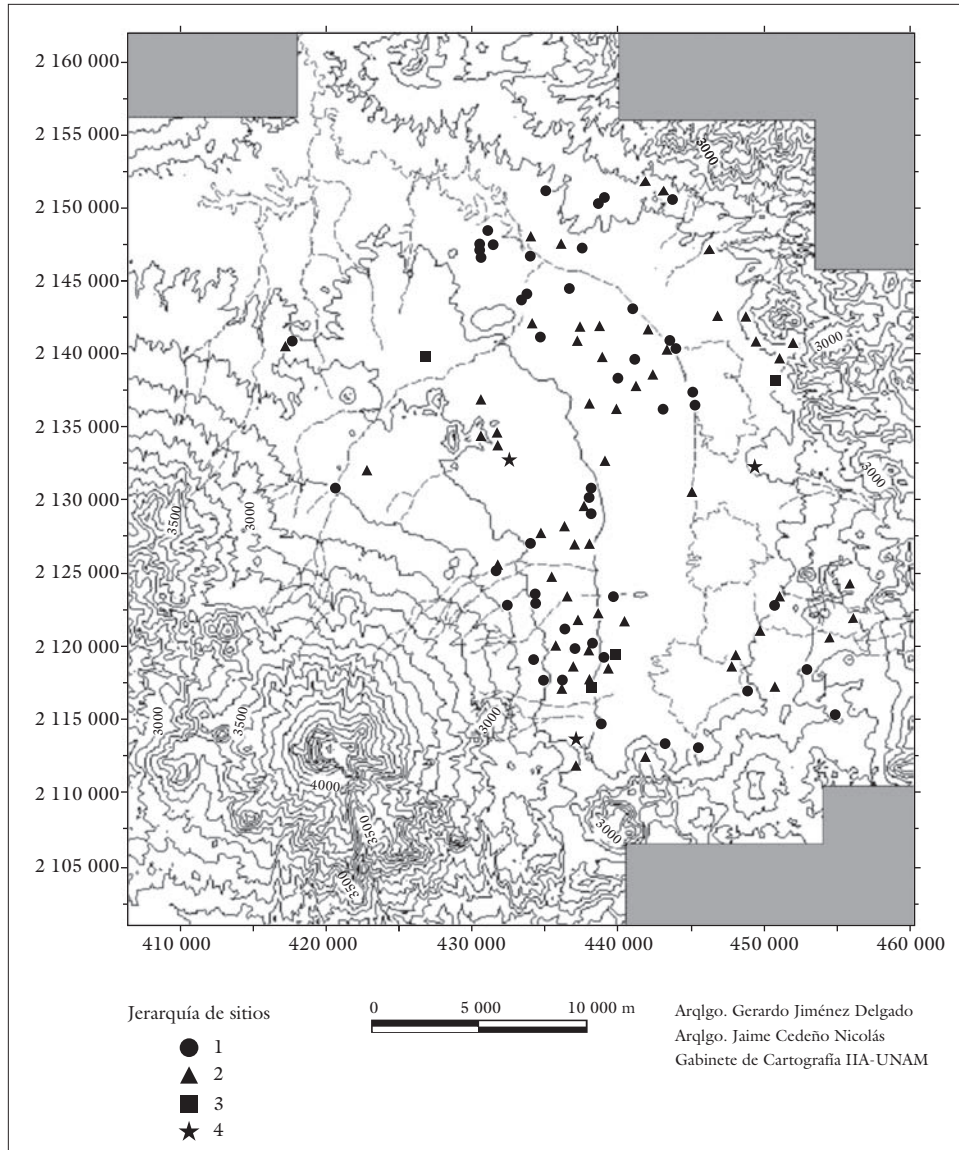 2 160 000
2 155 000
3000
2 150 000
2 145 000
2 140 000
3000
2 135 000
3000
2 130 000
3500
3000
2 125 000
2 120 000
2 115 000
3000
3500
3000
2 110 000
4000
3000
3500
2 105 000
3500
410 000 420 000 430 000 440 000 450 000 460 000
Jerarquía de sitios
1
2
3
4
0 5 000 10 000 m
Arqlgo. Gerardo Jiménez Delgado
Arqlgo. Jaime Cedeño Nicolás
Gabinete de Cartografía IIA-UNAM